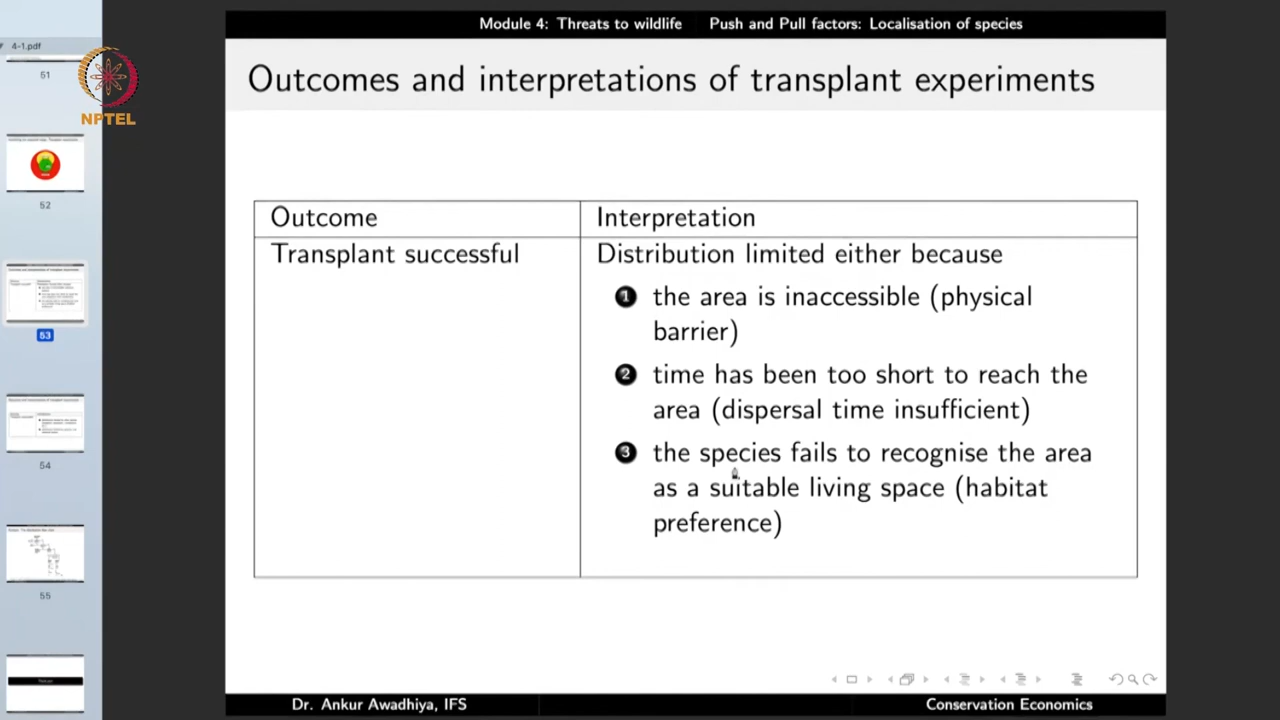 Module 4: Threats to wildlife Push and Pull factors: Localisation of species
4-1.pdf
51
NPTEL
52
53
54
55
Outcomes and interpretations of transplant experiments
Outcome Interpretation
Transplant successful Distribution limited either because
1 the area is inaccessible (physical
barrier)
2 time has been too short to reach the
area (dispersal time insufficient)
3 the species fails to recognise the area
as a suitable living space (habitat
preference)
Dr. Ankur Awadhiya, IFS Conservation Economics